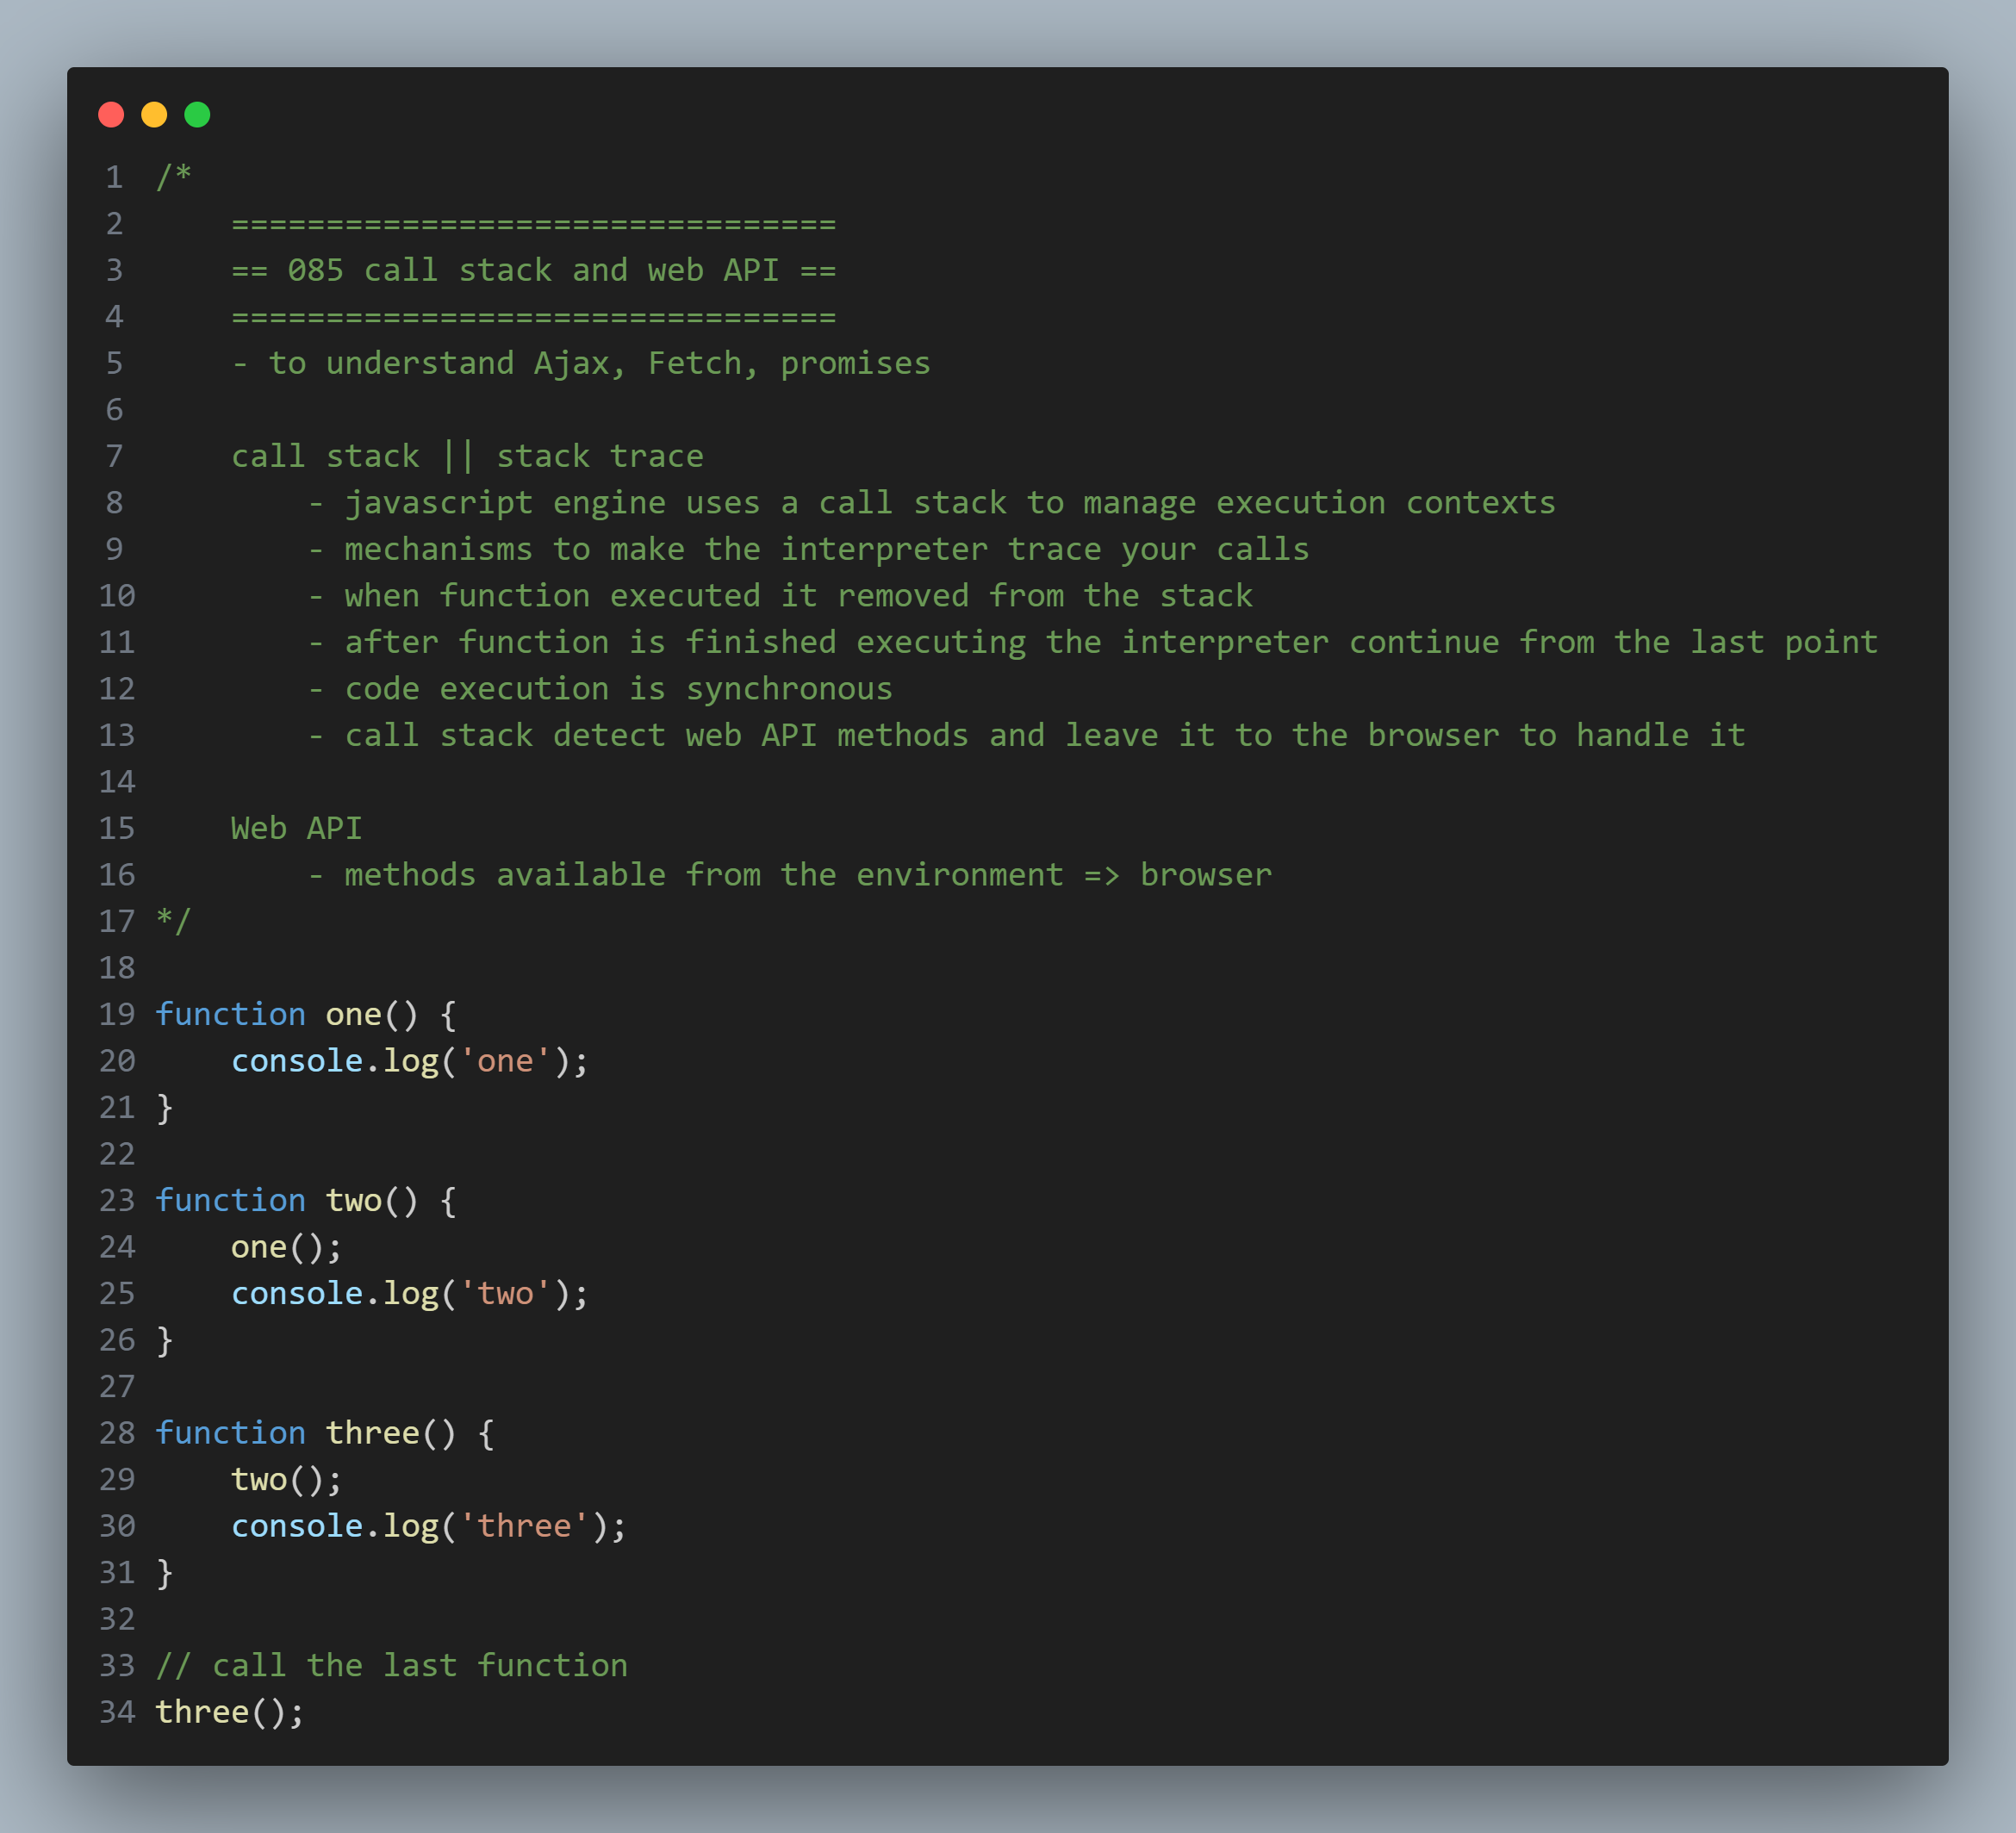 1 /*
2     ================================
3     == 085 call stack and web API ==
4     ================================
5     - to understand Ajax, Fetch, promises
6
7     call stack || stack trace
8         - javascript engine uses a call stack to manage execution contexts
9         - mechanisms to make the interpreter trace your calls
10         - when function executed it removed from the stack
11         - after function is finished executing the interpreter continue from the last point
12         - code execution is synchronous
13         - call stack detect web API methods and leave it to the browser to handle it
14
15     Web API
16         - methods available from the environment => browser
17 */
18
19 function one() {
20     console.log('one');
21 }
22
23 function two() {
24     one();
25     console.log('two');
26 }
27
28 function three() {
29     two();
30     console.log('three');
31 }
32
33 // call the last function
34 three();